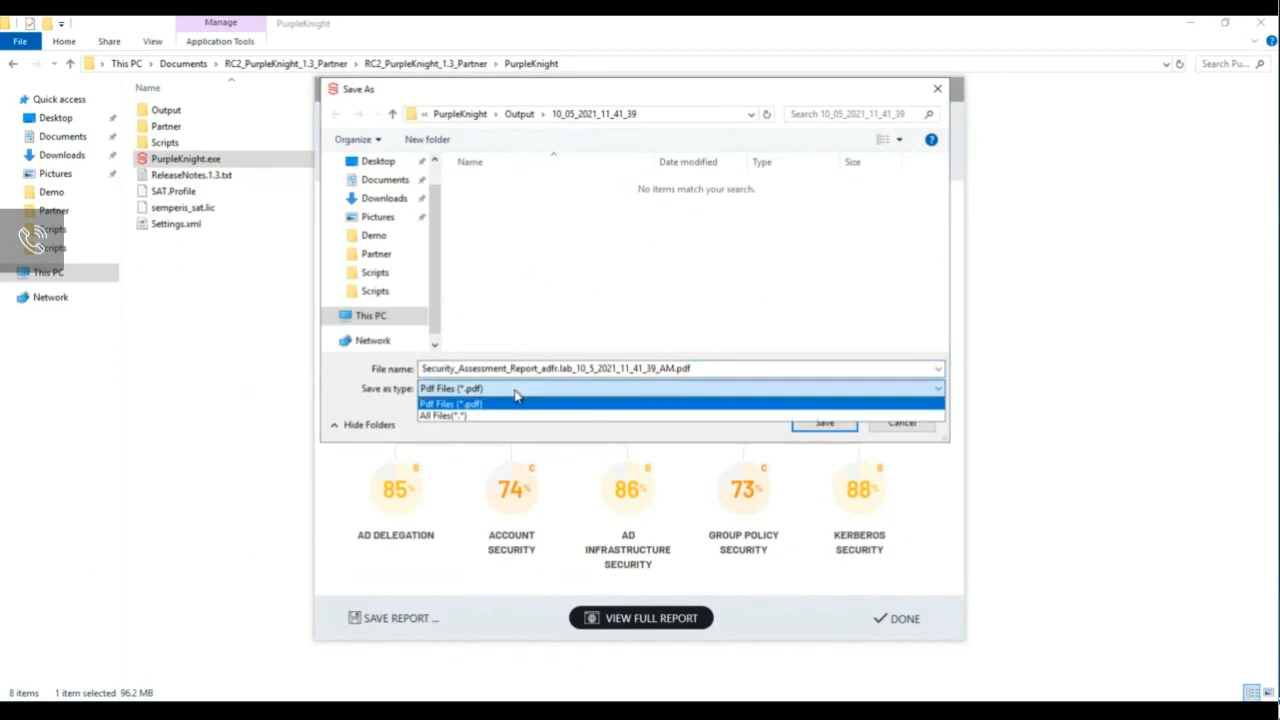 Manage
PurpleKnight
File
Home
Share
View
Application Tools
This PC
Documents
RC2_PurpleKnight_1.3_Partner
RC2_PurpleKnight_1.3_Partner
PurpleKnight
Search Pu...
Quick access
Desktop
Documents
Downloads
Pictures
Demo
Partner
Scripts
This PC
Network
Name
Output
Partner
Scripts
PurpleKnight.exe
ReleaseNotes.1.3.txt
SAT.Profile
semperis_sat.lic
Settings.xml
Save As
« PurpleKnight
Output
10_05_2021_11_41_39
Search 10_05_2021_11_41_39
Organize
New folder
Desktop
Documents
Downloads
Pictures
Demo
Partner
Scripts
Scripts
This PC
Network
Name
Date modified
Type
Size
No items match your search.
File name:
Security_Assessment_Report_adfr.lab_10_5_2021_11_41_39_AM.pdf
Save as type:
Pdf Files (*.pdf)
Pdf Files (*.pdf)
All Files(*.*)
Hide Folders
Save
Cancel
85% B
74% C
86% B
73% C
88% B
AD DELEGATION
ACCOUNT
SECURITY
AD
INFRASTRUCTURE
SECURITY
GROUP POLICY
SECURITY
KERBEROS
SECURITY
SAVE REPORT ...
VIEW FULL REPORT
DONE
8 items
1 item selected 96.2 MB